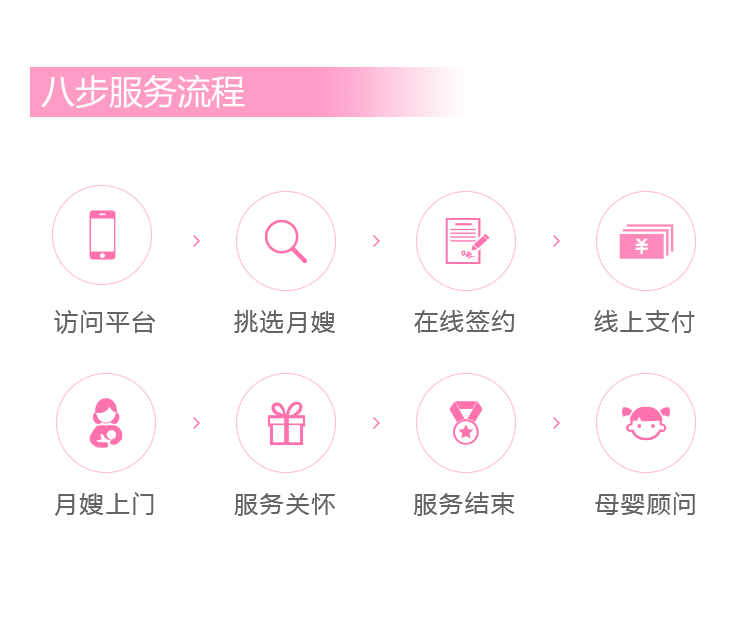 八步服务流程
访问平台
挑选月嫂
在线签约
¥
线上支付
月嫂上门
服务关怀
服务结束
母婴顾问